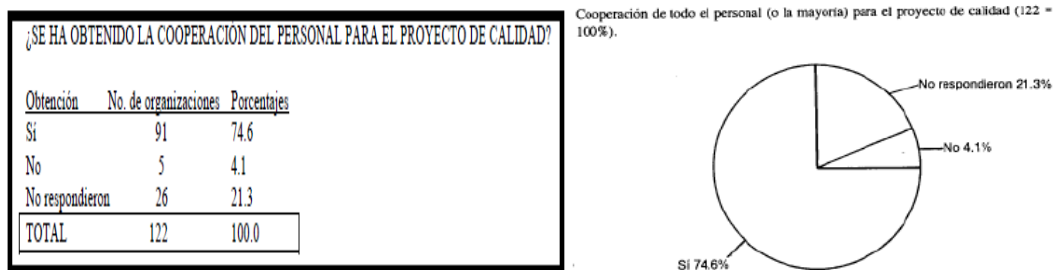 ¿SE HA OBTENIDO LA COOPERACIÓN DEL PERSONAL PARA EL PROYECTO DE CALIDAD?
Obtención No. de organizaciones Porcentajes
Sí 91 74.6
No 5 4.1
No respondieron 26 21.3
TOTAL 122 100.0
Cooperación de todo el personal (o la mayoría) para el proyecto de calidad (122 =
100%).
No respondieron 21.3%
No 4.1%
Sí 74.6%